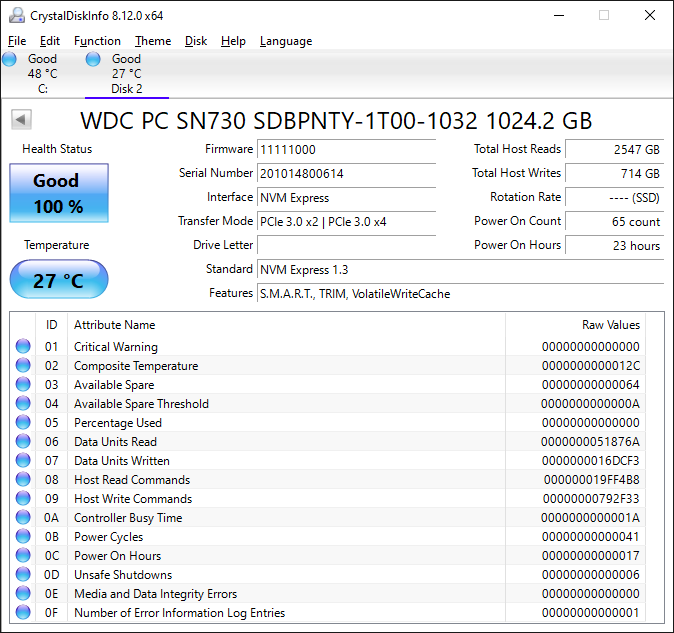 CrystalDiskInfo 8.12.0 x64
File Edit Function Theme Disk Help Language
Good Good
48 °C 27 °C
C: Disk 2
WDC PC SN730 SDBPNTY-1T00-1032 1024.2 GB
Health Status
Good
100 %
Temperature
27 °C
Firmware 11111000
Serial Number 201014800614
Interface NVM Express
Transfer Mode PCIe 3.0 x2 | PCIe 3.0 x4
Drive Letter
Standard NVM Express 1.3
Features S.M.A.R.T., TRIM, VolatileWriteCache
Total Host Reads 2547 GB
Total Host Writes 714 GB
Rotation Rate ---- (SSD)
Power On Count 65 count
Power On Hours 23 hours
ID Attribute Name Raw Values
01 Critical Warning 00000000000000
02 Composite Temperature 0000000000012C
03 Available Spare 00000000000064
04 Available Spare Threshold 0000000000000A
05 Percentage Used 00000000000000
06 Data Units Read 0000000051876A
07 Data Units Written 0000000016DCF3
08 Host Read Commands 000000019FF4B8
09 Host Write Commands 00000000792F33
0A Controller Busy Time 0000000000001A
0B Power Cycles 00000000000041
0C Power On Hours 00000000000017
0D Unsafe Shutdowns 00000000000006
0E Media and Data Integrity Errors 00000000000000
0F Number of Error Information Log Entries 00000000000001